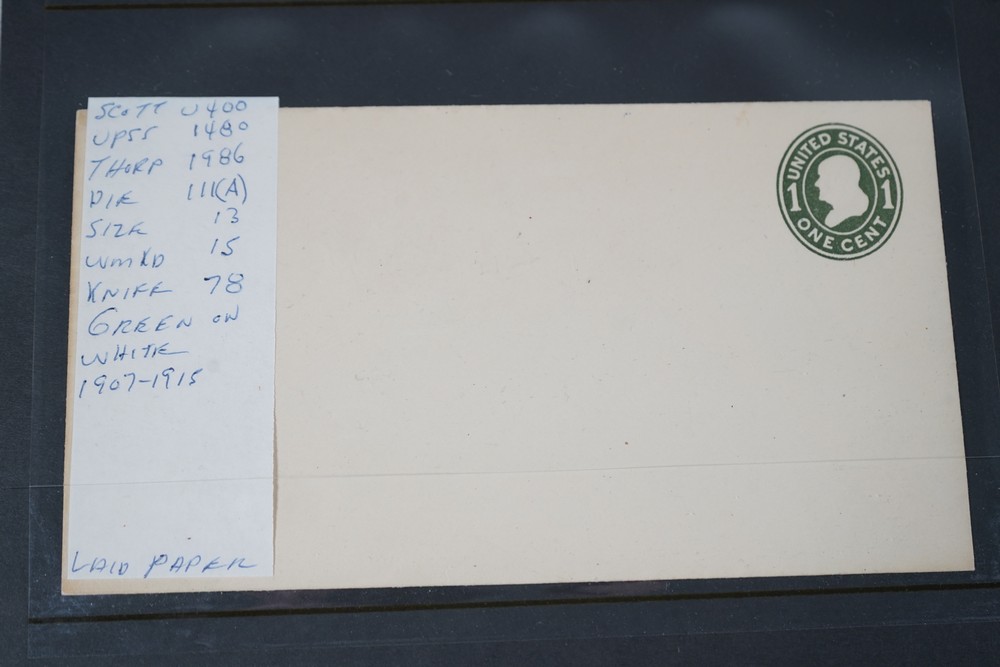 SCOTT U400
UPSS 1480
THORP 1986
DIE 111(A)
SIZE 13
WMKD 15
KNIFE 78
GREEN ON
WHITE
1907-1915
LAID PAPER
UNITED STATES
1 1
ONE CENT